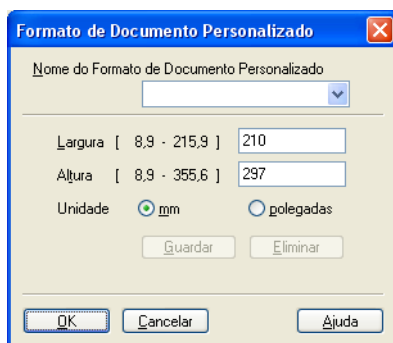 Formato de Documento Personalizado
Nome do Formato de Documento Personalizado
Largura [ 8,9 - 215,9 ] 210
Altura [ 8,9 - 355,6 ] 297
Unidade mm polegadas
Guardar Eliminar
OK Cancelar Ajuda